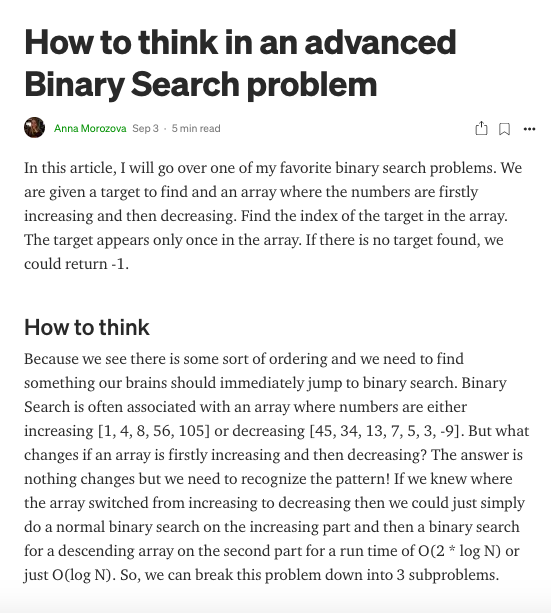 How to think in an advanced
Binary Search problem
Anna Morozova Sep 3 · 5 min read
In this article, I will go over one of my favorite binary search problems. We
are given a target to find and an array where the numbers are firstly
increasing and then decreasing. Find the index of the target in the array.
The target appears only once in the array. If there is no target found, we
could return -1.
How to think
Because we see there is some sort of ordering and we need to find
something our brains should immediately jump to binary search. Binary
Search is often associated with an array where numbers are either
increasing [1, 4, 8, 56, 105] or decreasing [45, 34, 13, 7, 5, 3, -9]. But what
changes if an array is firstly increasing and then decreasing? The answer is
nothing changes but we need to recognize the pattern! If we knew where
the array switched from increasing to decreasing then we could just simply
do a normal binary search on the increasing part and then a binary search
for a descending array on the second part for a run time of O(2 * log N) or
just O(log N). So, we can break this problem down into 3 subproblems.